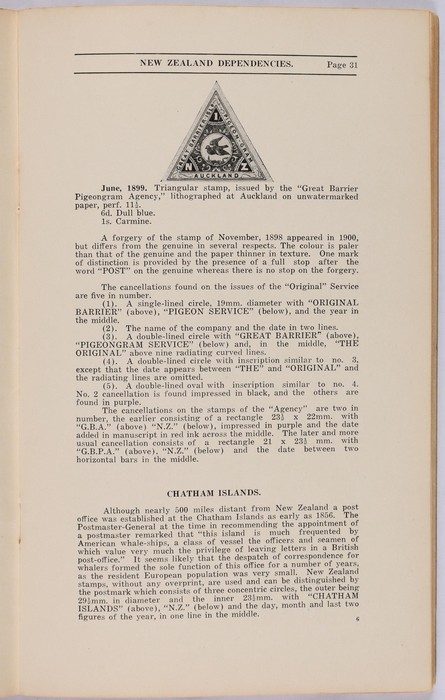 NEW ZEALAND DEPENDENCIES. Page 31
GREAT BARRIER ISLAND
PIGEON-GRAM
1/
N Z
AUCKLAND
June, 1899. Triangular stamp, issued by the "Great Barrier
Pigeongram Agency," lithographed at Auckland on unwatermarked
paper, perf. 11½.
6d. Dull blue.
1s. Carmine.
A forgery of the stamp of November, 1898 appeared in 1900,
but differs from the genuine in several respects. The colour is paler
than that of the genuine and the paper thinner in texture. One mark
of distinction is provided by the presence of a full stop after the
word "POST" on the genuine whereas there is no stop on the forgery.
The cancellations found on the issues of the "Original" Service
are five in number.
(1). A single-lined circle, 19mm. diameter with "ORIGINAL
BARRIER" (above), "PIGEON SERVICE" (below), and the year in
the middle.
(2). The name of the company and the date in two lines.
(3). A double-lined circle with "GREAT BARRIER" (above),
"PIGEONGRAM SERVICE" (below) and, in the middle, "THE
ORIGINAL" above nine radiating curved lines.
(4). A double-lined circle with inscription similar to no. 3,
except that the date appears between "THE" and "ORIGINAL" and
the radiating lines are omitted.
(5). A double-lined oval with inscription similar to no. 4.
No. 2 cancellation is found impressed in black, and the others are
found in purple.
The cancellations on the stamps of the "Agency" are two in
number, the earlier consisting of a rectangle 23½ x 22mm. with
"G.B.A." (above) "N.Z." (below), impressed in purple and the date
added in manuscript in red ink across the middle. The later and more
usual cancellation consists of a rectangle 21 x 23½ mm. with
"G.B.P.A." (above), "N.Z." (below) and the date between two
horizontal bars in the middle.
CHATHAM ISLANDS.
Although nearly 500 miles distant from New Zealand a post
office was established at the Chatham Islands as early as 1856. The
Postmaster-General at the time in recommending the appointment of
a postmaster remarked that "this island is much frequented by
American whale-ships, a class of vessel the officers and seamen of
which value very much the privilege of leaving letters in a British
post-office." It seems likely that the despatch of correspondence for
whalers formed the sole function of this office for a number of years,
as the resident European population was very small. New Zealand
stamps, without any overprint, are used and can be distinguished by
the postmark which consists of three concentric circles, the outer being
29½mm. in diameter and the inner 23½mm. with "CHATHAM
ISLANDS" (above), "N.Z." (below) and the day, month and last two
figures of the year, in one line in the middle.